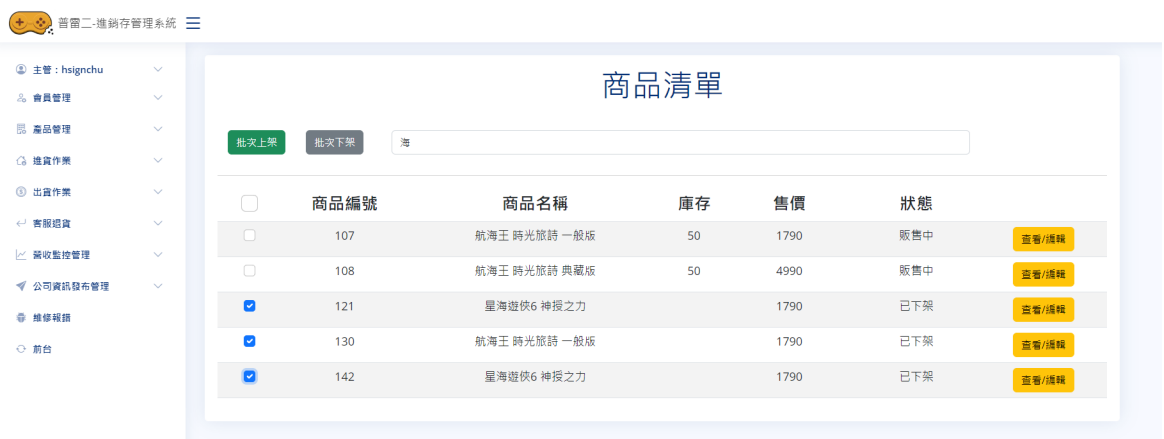 普雷二-進銷存管理系統
主管：hsignchu
會員管理
產品管理
進貨作業
出貨作業
客服退貨
營收監控管理
公司資訊發布管理
維修報錯
前台
商品清單
批次上架 批次下架 海
商品編號 商品名稱 庫存 售價 狀態
107 航海王 時光旅詩 一般版 50 1790 販售中 查看/編輯
108 航海王 時光旅詩 典藏版 50 4990 販售中 查看/編輯
121 星海遊俠6 神授之力 1790 已下架 查看/編輯
130 航海王 時光旅詩 一般版 1790 已下架 查看/編輯
142 星海遊俠6 神授之力 1790 已下架 查看/編輯